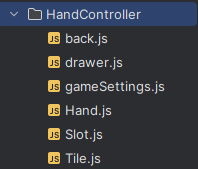 HandController
JS back.js
JS drawer.js
JS gameSettings.js
JS Hand.js
JS Slot.js
JS Tile.js